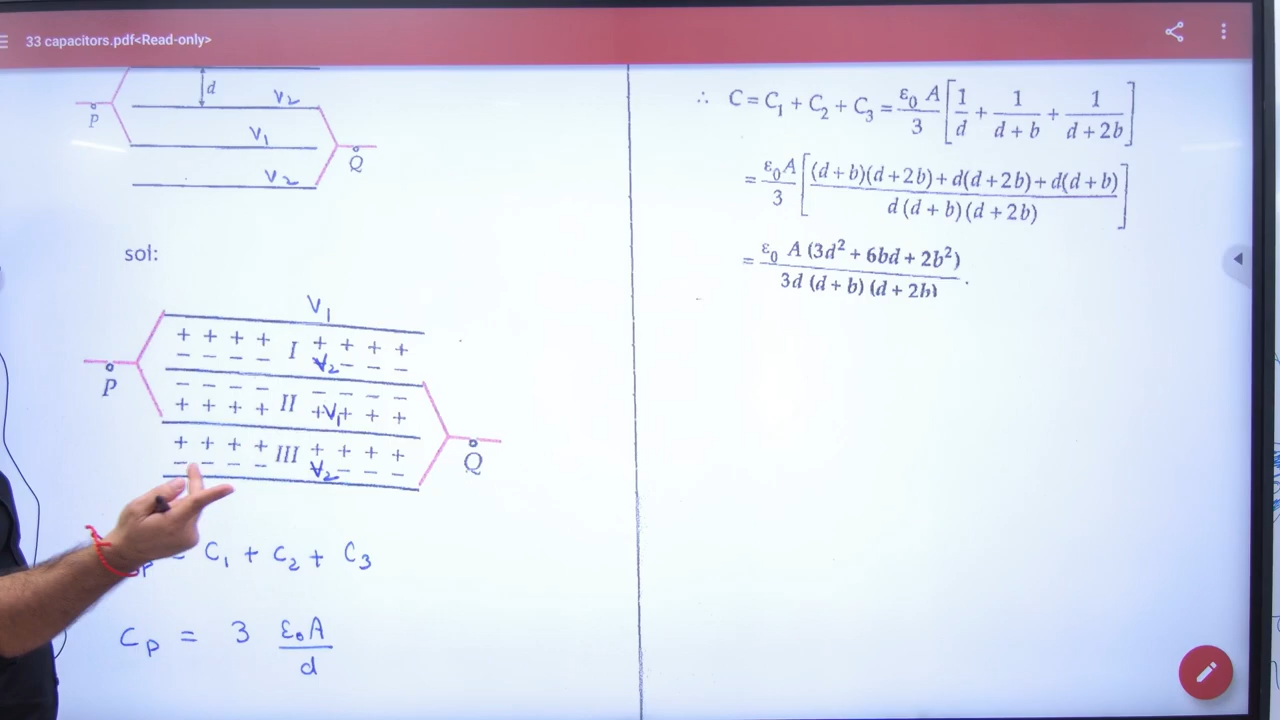 33 capacitors.pdf<Read-only>
d
V₂
P
V₁
Q
V₂
sol:
V₁
+ + + + I + + + +
− − − − V₂ − − −
P
− − − − II − − − −
+ + + + + V₁ + + +
+ + + + III + + + +
− − − − V₂ − − −
Q
= C₁ + C₂ + C₃
C_P = 3 ε₀A/d
∴ C = C₁ + C₂ + C₃ = ε₀ A/3 [1/d + 1/(d + b) + 1/(d + 2b)]
= ε₀A/3 [((d + b)(d + 2b) + d(d + 2b) + d(d + b))/(d (d + b) (d + 2b))]
= ε₀ A (3d² + 6bd + 2b²)/(3d (d + b) (d + 2b)) .